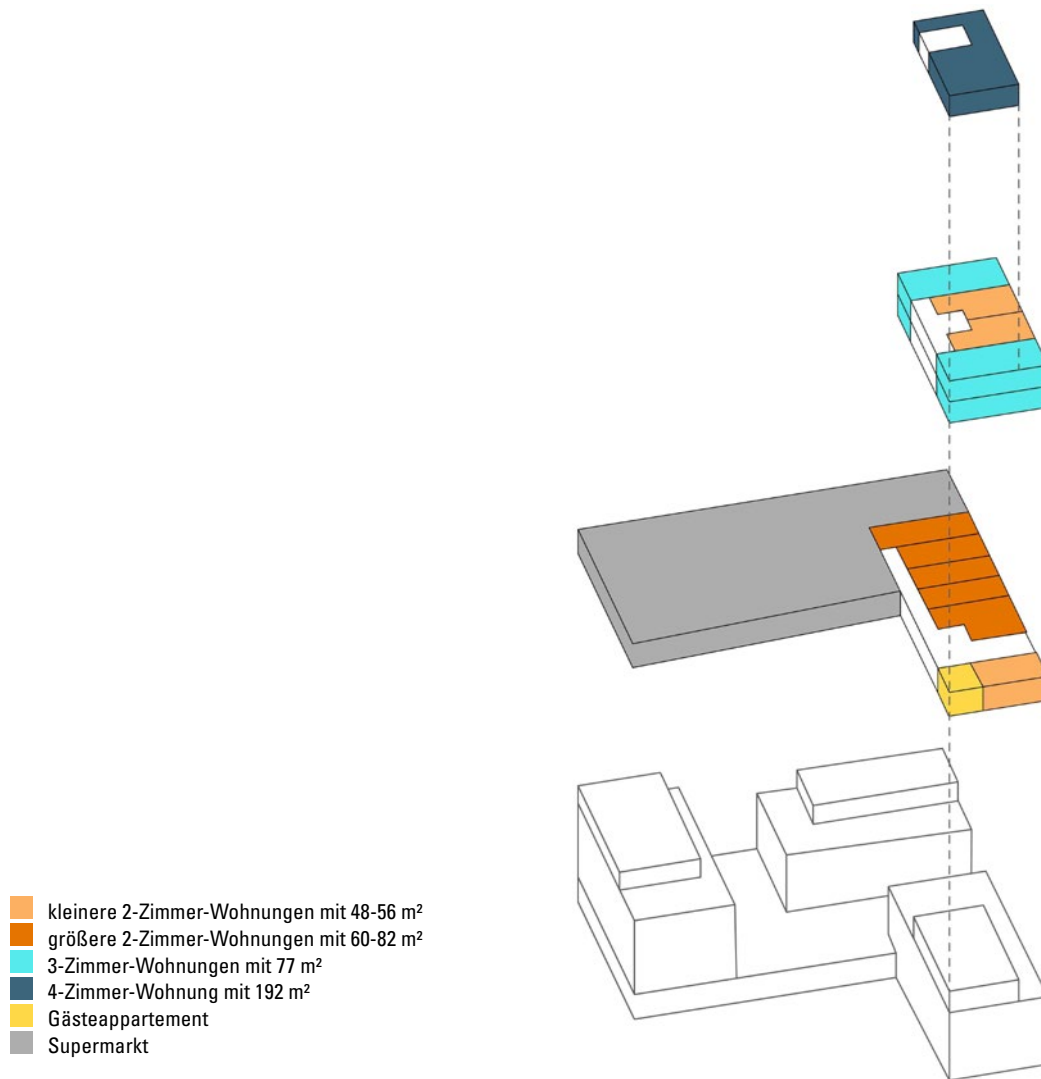 kleinere 2-Zimmer-Wohnungen mit 48-56 m²
größere 2-Zimmer-Wohnungen mit 60-82 m²
3-Zimmer-Wohnungen mit 77 m²
4-Zimmer-Wohnung mit 192 m²
Gästeappartement
Supermarkt